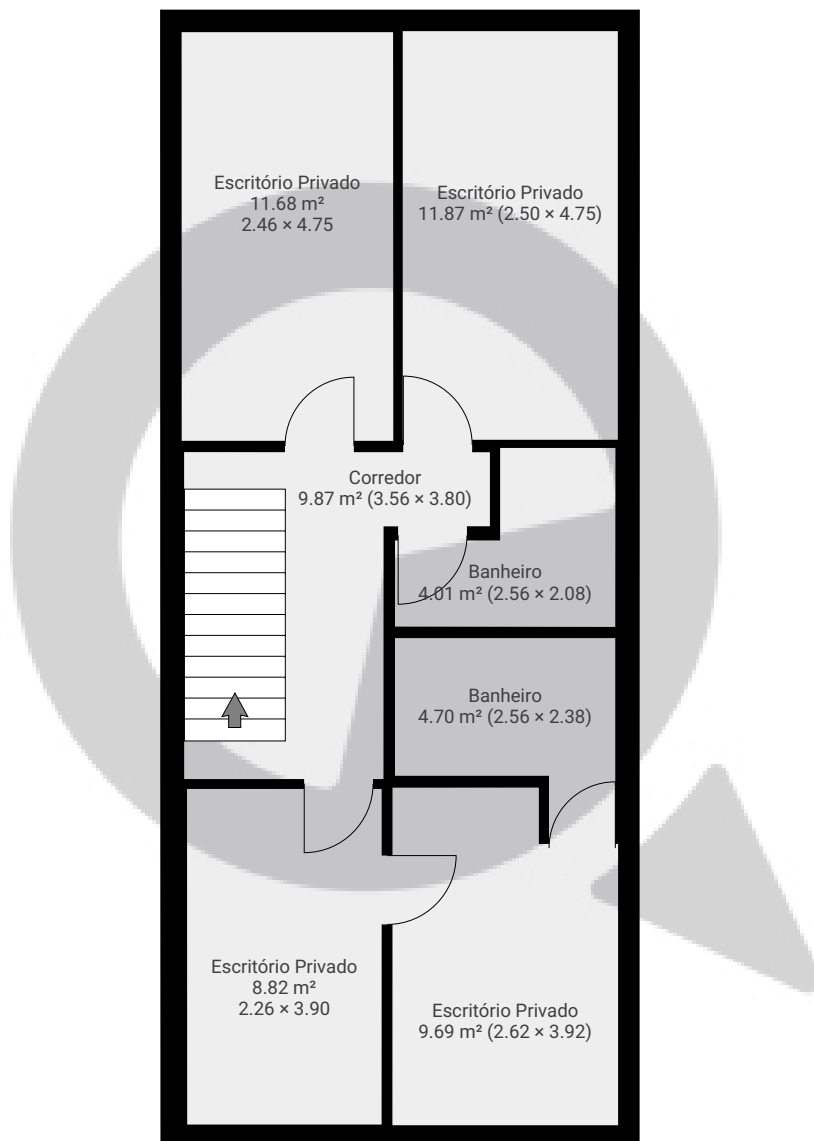 Escritório Privado
11.68 m²
2.46 × 4.75
Escritório Privado
11.87 m² (2.50 × 4.75)
Corredor
9.87 m² (3.56 × 3.80)
Banheiro
4.01 m² (2.56 × 2.08)
Banheiro
4.70 m² (2.56 × 2.38)
Escritório Privado
8.82 m²
2.26 × 3.90
Escritório Privado
9.69 m² (2.62 × 3.92)